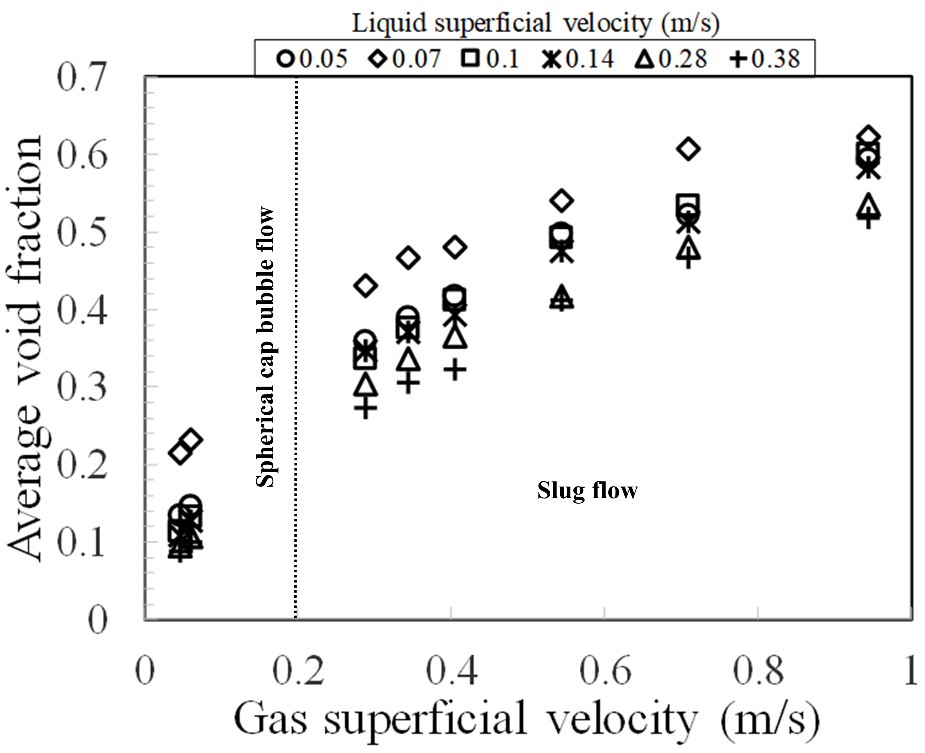 Liquid superficial velocity (m/s)
0.05 0.07 0.1 0.14 0.28 0.38
0.7
0.6
0.5
0.4
0.3
0.2
0.1
0
Average void fraction
Spherical cap bubble flow
Slug flow
0 0.2 0.4 0.6 0.8 1
Gas superficial velocity (m/s)